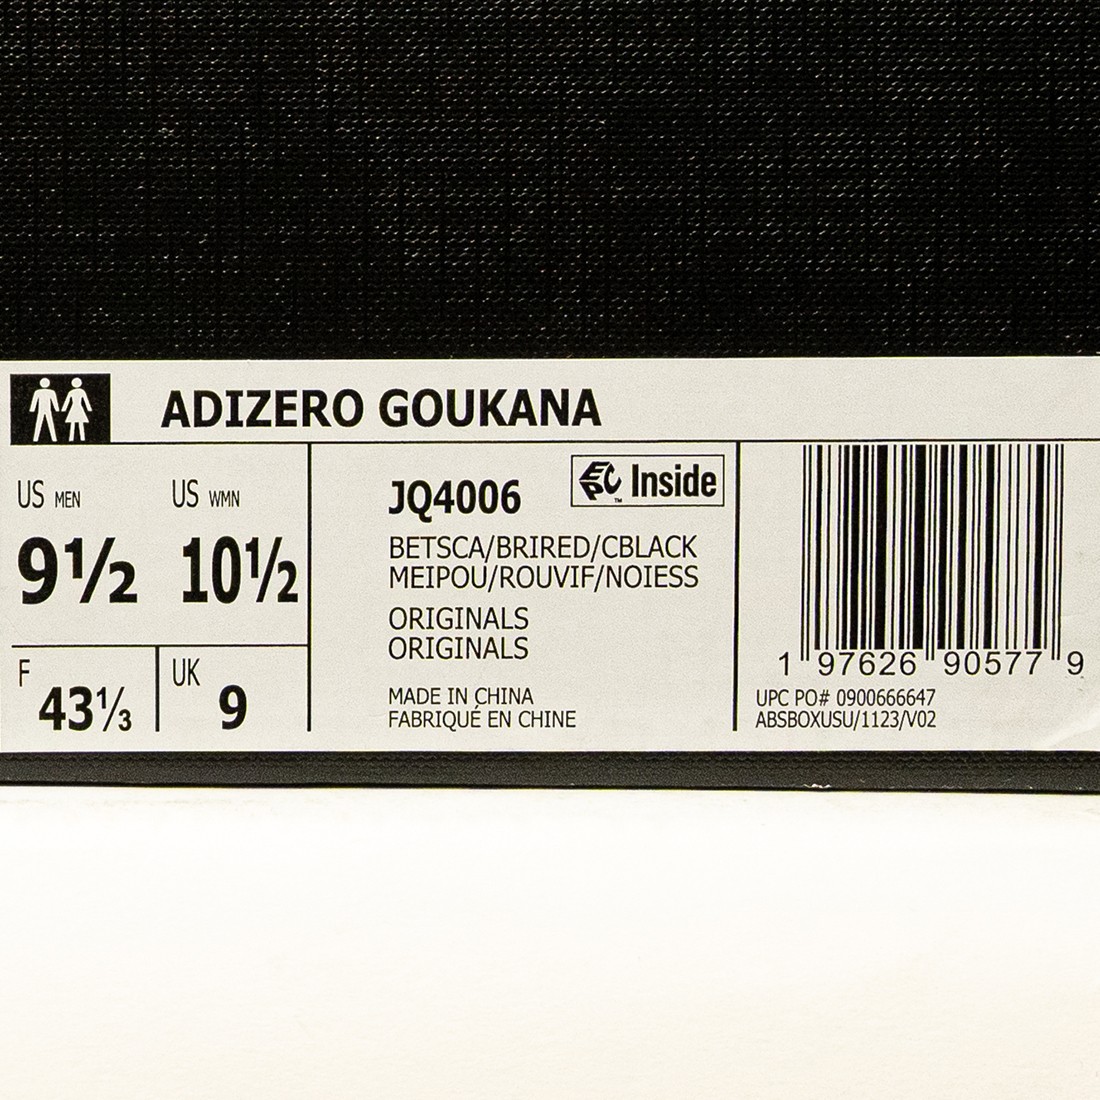 ADIZERO GOUKANA
US MEN
9½
US WMN
10½
F
43⅓
UK
9
JQ4006
EPC™ Inside
BETSCA/BRIRED/CBLACK
MEIPOU/ROUVIF/NOIESS
ORIGINALS
ORIGINALS
MADE IN CHINA
FABRIQUÉ EN CHINE
1 97626 90577 9
UPC PO# 0900666647
ABSBOXUSU/1123/V02